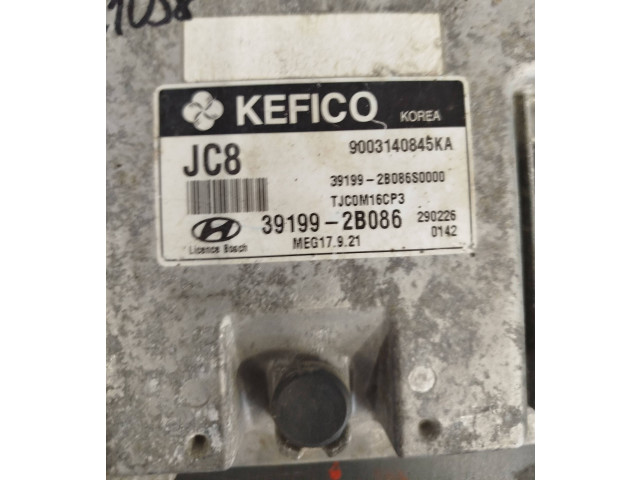 KEFICO KOREA
JC8 9003140845KA
39199-2B086S0000
TJC0M16CP3
39199-2B086 290226
Licence Bosch MEG17.9.21 0142